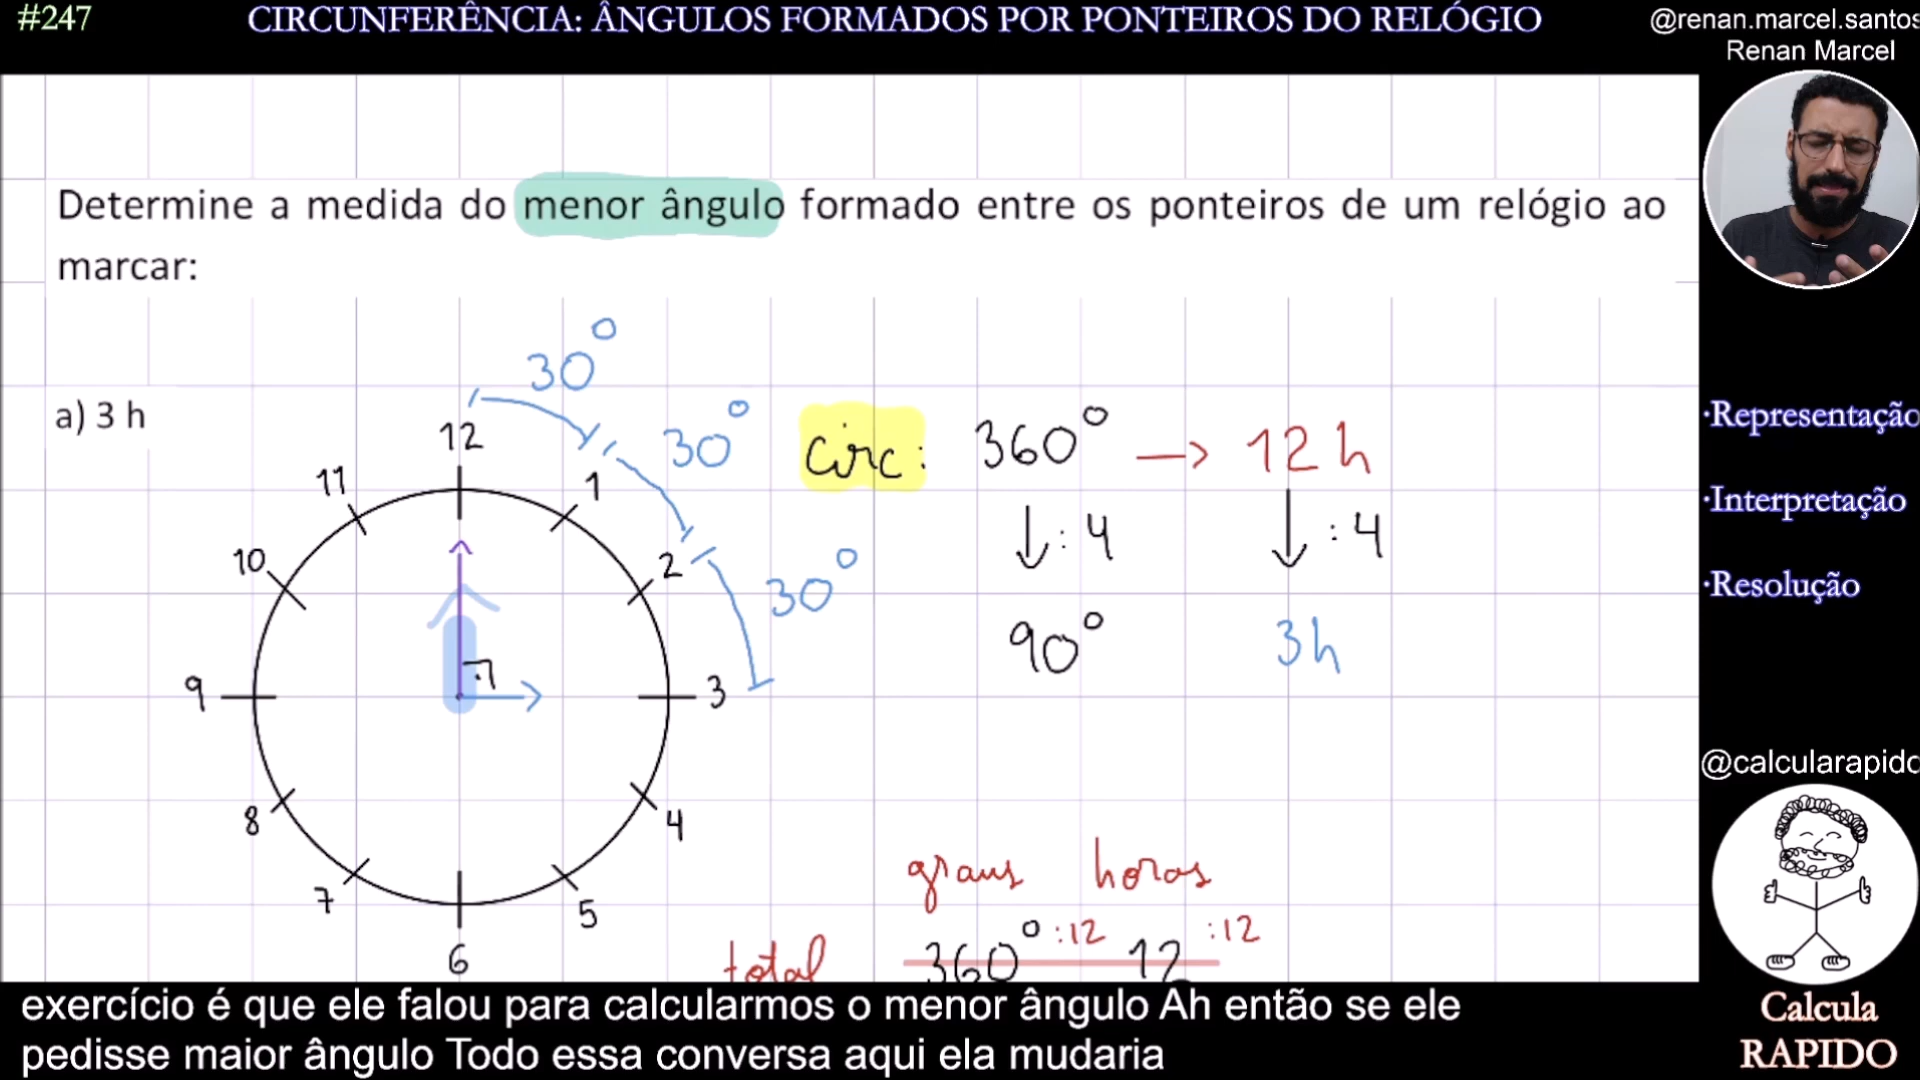 #247
CIRCUNFERÊNCIA: ÂNGULOS FORMADOS POR PONTEIROS DO RELÓGIO
@renan.marcel.santos
Renan Marcel
Determine a medida do menor ângulo formado entre os ponteiros de um relógio ao
marcar:
a) 3 h
30°
30°
30°
12
1
2
3
4
5
6
7
8
9
10
11
circ: 360° → 12 h
↓ : 4 ↓ : 4
90° 3h
graus horas
total 360° :12 12 :12
·Representação
·Interpretação
·Resolução
@calcularapido
Calcula
RAPIDO
exercício é que ele falou para calcularmos o menor ângulo Ah então se ele
pedisse maior ângulo Todo essa conversa aqui ela mudaria